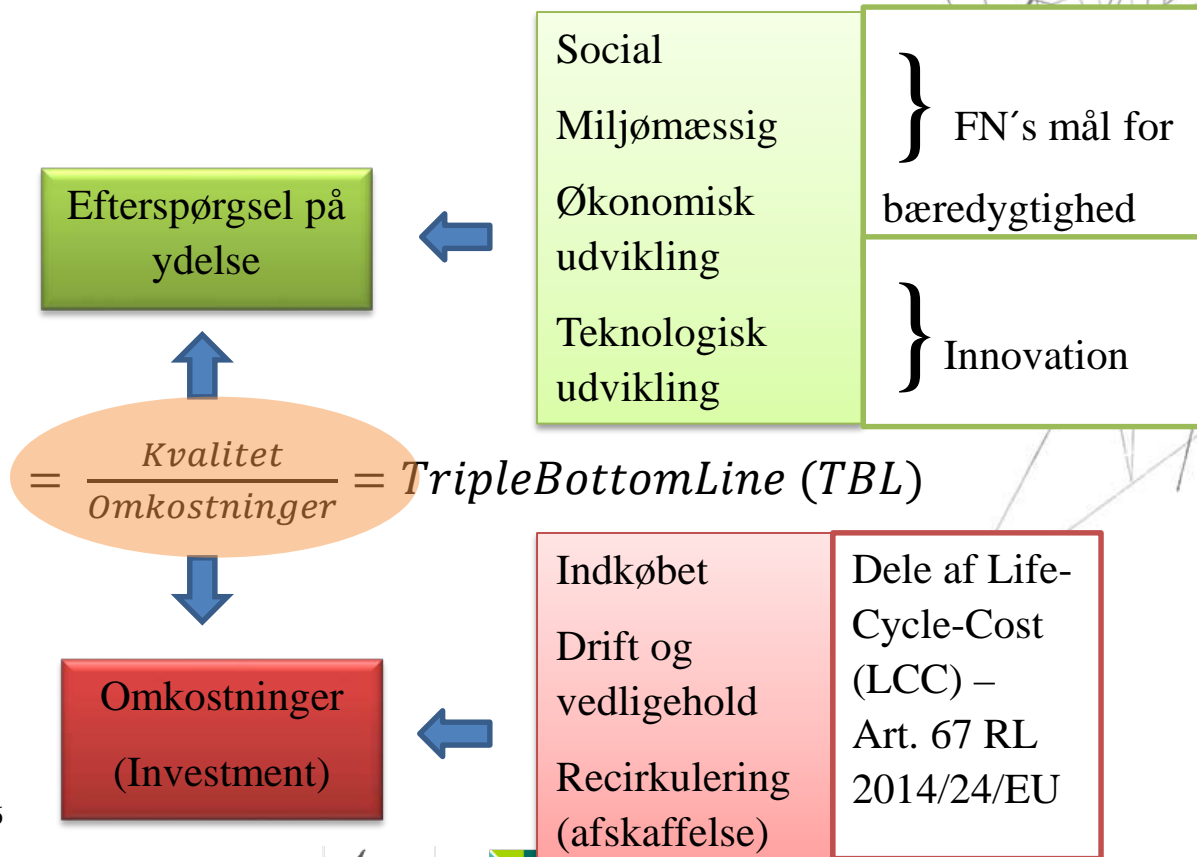 Social
Miljømæssig
Økonomisk
udvikling
Teknologisk
udvikling
} FN´s mål for
bæredygtighed
} Innovation
Efterspørgsel på
ydelse
= Kvalitet
Omkostninger
= TripleBottomLine (TBL)
Omkostninger
(Investment)
Indkøbet
Drift og
vedligehold
Recirkulering
(afskaffelse)
Dele af Life-
Cycle-Cost
(LCC) –
Art. 67 RL
2014/24/EU